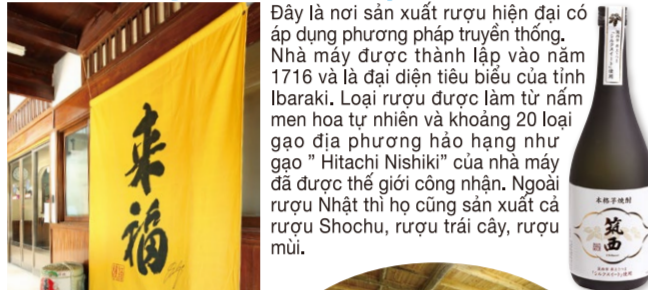 来福
Đây là nơi sản xuất rượu hiện đại có
áp dụng phương pháp truyền thống.
Nhà máy được thành lập vào năm
1716 và là đại diện tiêu biểu của tỉnh
Ibaraki. Loại rượu được làm từ nấm
men hoa tự nhiên và khoảng 20 loại
gạo địa phương hảo hạng như
gạo " Hitachi Nishiki" của nhà máy
đã được thế giới công nhận. Ngoài
rượu Nhật thì họ cũng sản xuất cả
rượu Shochu, rượu trái cây, rượu
mùi.
本格芋焼酎
筑西